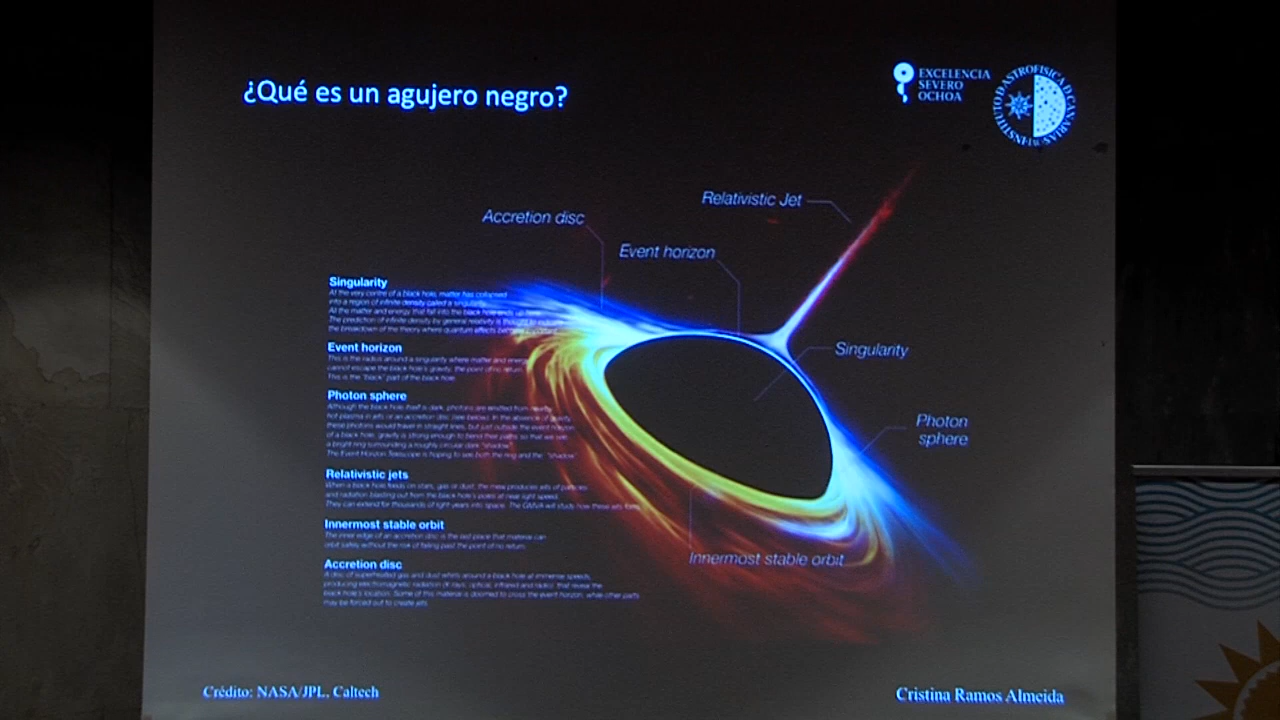 ¿Qué es un agujero negro?
EXCELENCIA
SEVERO
OCHOA
INSTITUTO D ASTROFISICA D CANARIAS
Relativistic Jet
Accretion disc
Event horizon
Singularity
Photon
sphere
Innermost stable orbit
Singularity
At the very centre of a black hole, matter has collapsed
into a region of infinite density called a singularity.
All the matter and energy that fall into the black hole ends up here.
The prediction of infinite density by general relativity is thought to indicate
the breakdown of the theory where quantum effects become important.
Event horizon
This is the radius around a singularity where matter and energy
cannot escape the black hole's gravity: the point of no return.
This is the "black" part of the black hole.
Photon sphere
Although the black hole itself is dark, photons are emitted from nearby
hot plasma in jets or an accretion disc (see below). In the absence of gravity,
these photons would travel in straight lines, but just outside the event horizon
of a black hole, gravity is strong enough to bend their paths so that we see
a bright ring surrounding a roughly circular dark "shadow".
The Event Horizon Telescope is hoping to see both the ring and the "shadow".
Relativistic jets
When a black hole feeds on stars, gas or dust, the meal produces jets of particles
and radiation blasting out from the black hole's poles at near light speed.
They can extend for thousands of light-years into space. The GMVA will study how these jets form.
Innermost stable orbit
The inner edge of an accretion disc is the last place that material can
orbit safely without the risk of falling past the point of no return.
Accretion disc
A disc of superheated gas and dust whirls around a black hole at immense speeds,
producing electromagnetic radiation (X-rays, optical, infrared and radio) that reveal the
black hole's location. Some of this material is doomed to cross the event horizon, while other parts
may be forced out to create jets.
Crédito: NASA/JPL. Caltech
Cristina Ramos Almeida